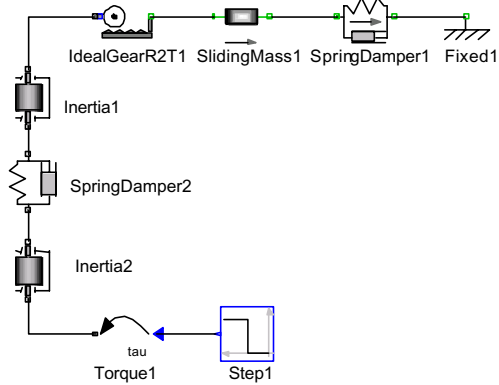 IdealGearR2T1 SlidingMass1 SpringDamper1 Fixed1
Inertia1
SpringDamper2
Inertia2
tau
Torque1 Step1